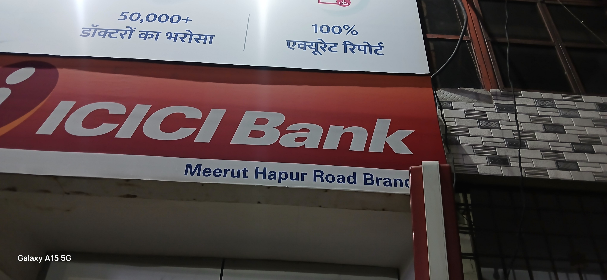 50,000+
डॉक्टरों का भरोसा
100%
एक्यूरेट रिपोर्ट
ICICI Bank
Meerut Hapur Road Branc
Galaxy A15 5G